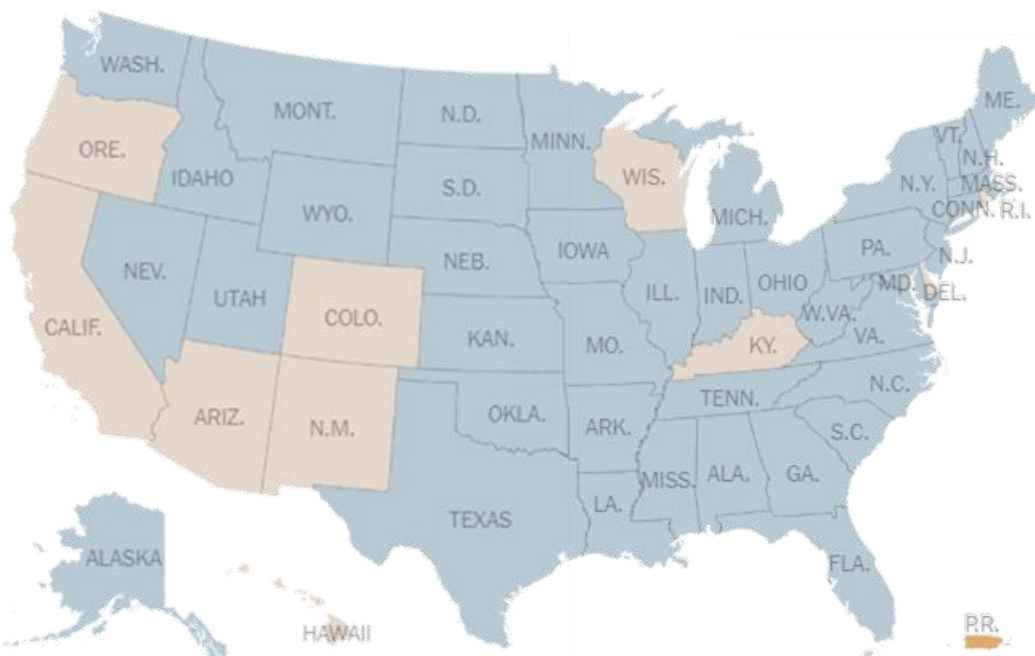 WASH.
MONT.
N.D.
MINN.
ME.
ORE.
VT.
N.H.
IDAHO
S.D.
WIS.
N.Y.
MASS.
WYO.
MICH.
CONN.
R.I.
IOWA
PA.
NEB.
N.J.
NEV.
UTAH
ILL.
IND.
OHIO
MD.
DEL.
CALIF.
COLO.
W.VA.
KAN.
MO.
KY.
VA.
N.C.
TENN.
ARIZ.
N.M.
OKLA.
ARK.
S.C.
MISS.
ALA.
GA.
LA.
TEXAS
ALASKA
FLA.
HAWAII
P.R.